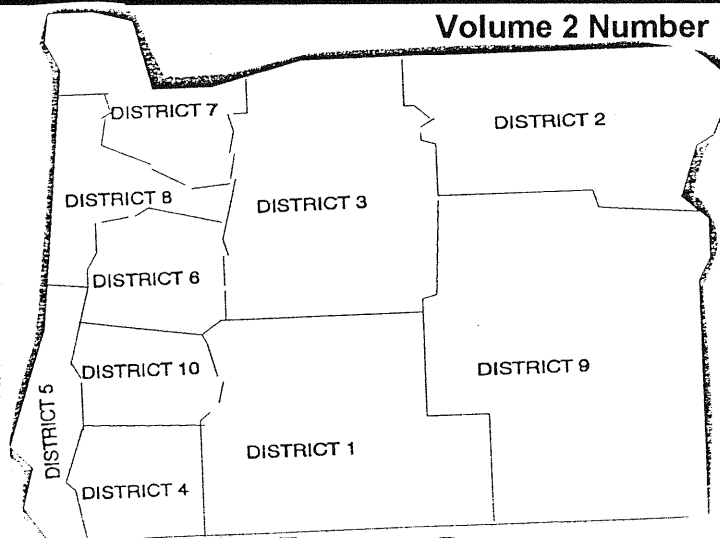 Volume 2 Number
DISTRICT 7
DISTRICT 2
DISTRICT 8
DISTRICT 3
DISTRICT 6
DISTRICT 10
DISTRICT 9
DISTRICT 5
DISTRICT 1
DISTRICT 4